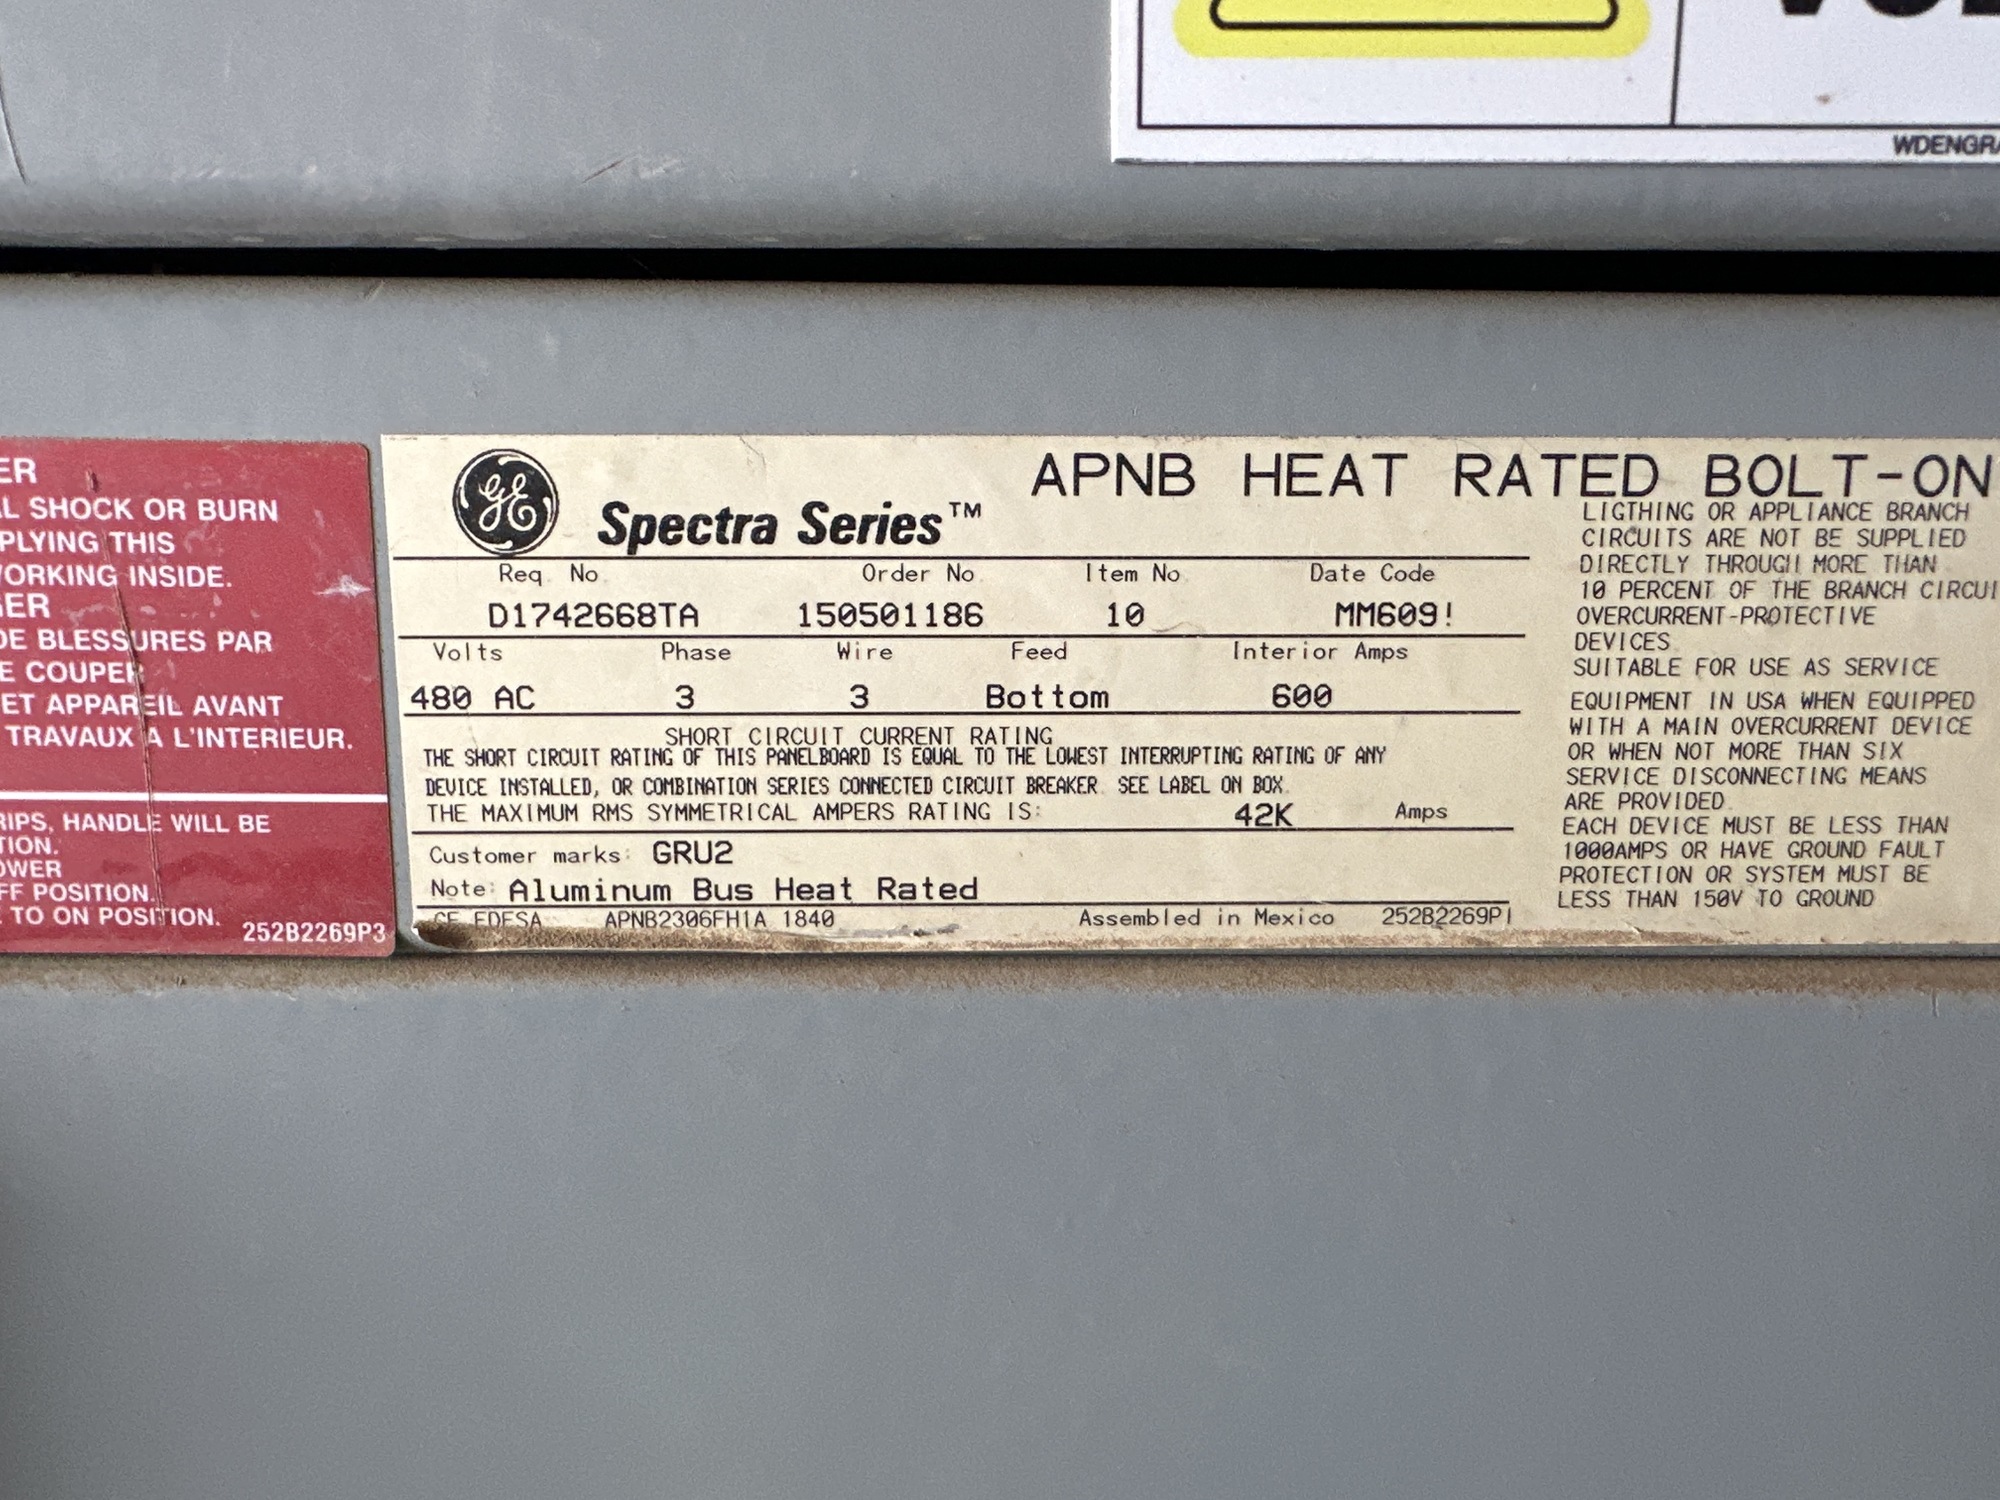 WDENGRA
ER
AL SHOCK OR BURN
PLYING THIS
WORKING INSIDE.
GER
DE BLESSURES PAR
E COUPER
ET APPAREIL AVANT
TRAVAUX A L'INTERIEUR.
RIPS, HANDLE WILL BE
TION.
OWER
FF POSITION.
E TO ON POSITION.
252B2269P3
GE Spectra Series™
APNB HEAT RATED BOLT-ON
Req. No. Order No. Item No. Date Code
D1742668TA 150501186 10 MM609!
Volts Phase Wire Feed Interior Amps
480 AC 3 3 Bottom 600
SHORT CIRCUIT CURRENT RATING
THE SHORT CIRCUIT RATING OF THIS PANELBOARD IS EQUAL TO THE LOWEST INTERRUPTING RATING OF ANY
DEVICE INSTALLED, OR COMBINATION SERIES CONNECTED CIRCUIT BREAKER. SEE LABEL ON BOX.
THE MAXIMUM RMS SYMMETRICAL AMPERS RATING IS: 42K Amps
Customer marks: GRU2
Note: Aluminum Bus Heat Rated
CE EDESA APNB2306FH1A 1840 Assembled in Mexico 252B2269P1
LIGTHING OR APPLIANCE BRANCH
CIRCUITS ARE NOT BE SUPPLIED
DIRECTLY THROUGH MORE THAN
10 PERCENT OF THE BRANCH CIRCUI
OVERCURRENT-PROTECTIVE
DEVICES.
SUITABLE FOR USE AS SERVICE
EQUIPMENT IN USA WHEN EQUIPPED
WITH A MAIN OVERCURRENT DEVICE
OR WHEN NOT MORE THAN SIX
SERVICE DISCONNECTING MEANS
ARE PROVIDED.
EACH DEVICE MUST BE LESS THAN
1000AMPS OR HAVE GROUND FAULT
PROTECTION OR SYSTEM MUST BE
LESS THAN 150V TO GROUND